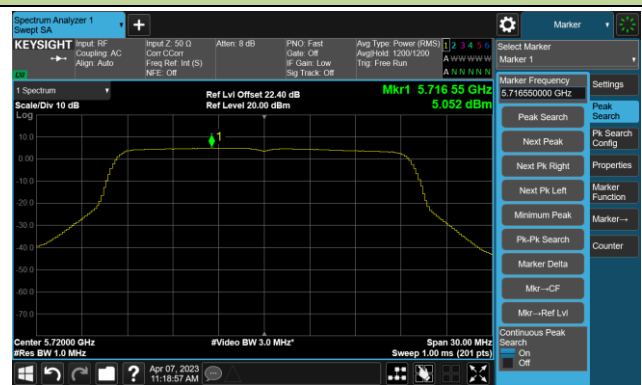 Spectrum Analyzer 1
Swept SA
+
Marker
KEYSIGHT
Input: RF
Coupling: AC
Align: Auto
Input Z: 50 Ω
Corr CCorr
Freq Ref: Int (S)
NFE: Off
Atten: 8 dB
PNO: Fast
Gate: Off
IF Gain: Low
Sig Track: Off
Avg Type: Power (RMS)
Avg|Hold: 1200/1200
Trig: Free Run
1 2 3 4 5 6
A W W W W W
A N N N N N
LVI
Select Marker
Marker 1
1 Spectrum
Scale/Div 10 dB
Log
Ref Lvl Offset 22.40 dB
Ref Level 20.00 dBm
Mkr1 5.716 55 GHz
5.052 dBm
10.0
0.00
-10.0
-20.0
-30.0
-40.0
-50.0
-60.0
-70.0
1
Center 5.72000 GHz
#Res BW 1.0 MHz
#Video BW 3.0 MHz*
Span 30.00 MHz
Sweep 1.00 ms (201 pts)
Marker Frequency
5.716550000 GHz
Peak Search
Next Peak
Next Pk Right
Next Pk Left
Minimum Peak
Pk-Pk Search
Marker Delta
Mkr→CF
Mkr→Ref Lvl
Continuous Peak
Search
On
Off
Settings
Peak
Search
Pk Search
Config
Properties
Marker
Function
Marker→
Counter
?
Apr 07, 2023
11:18:57 AM